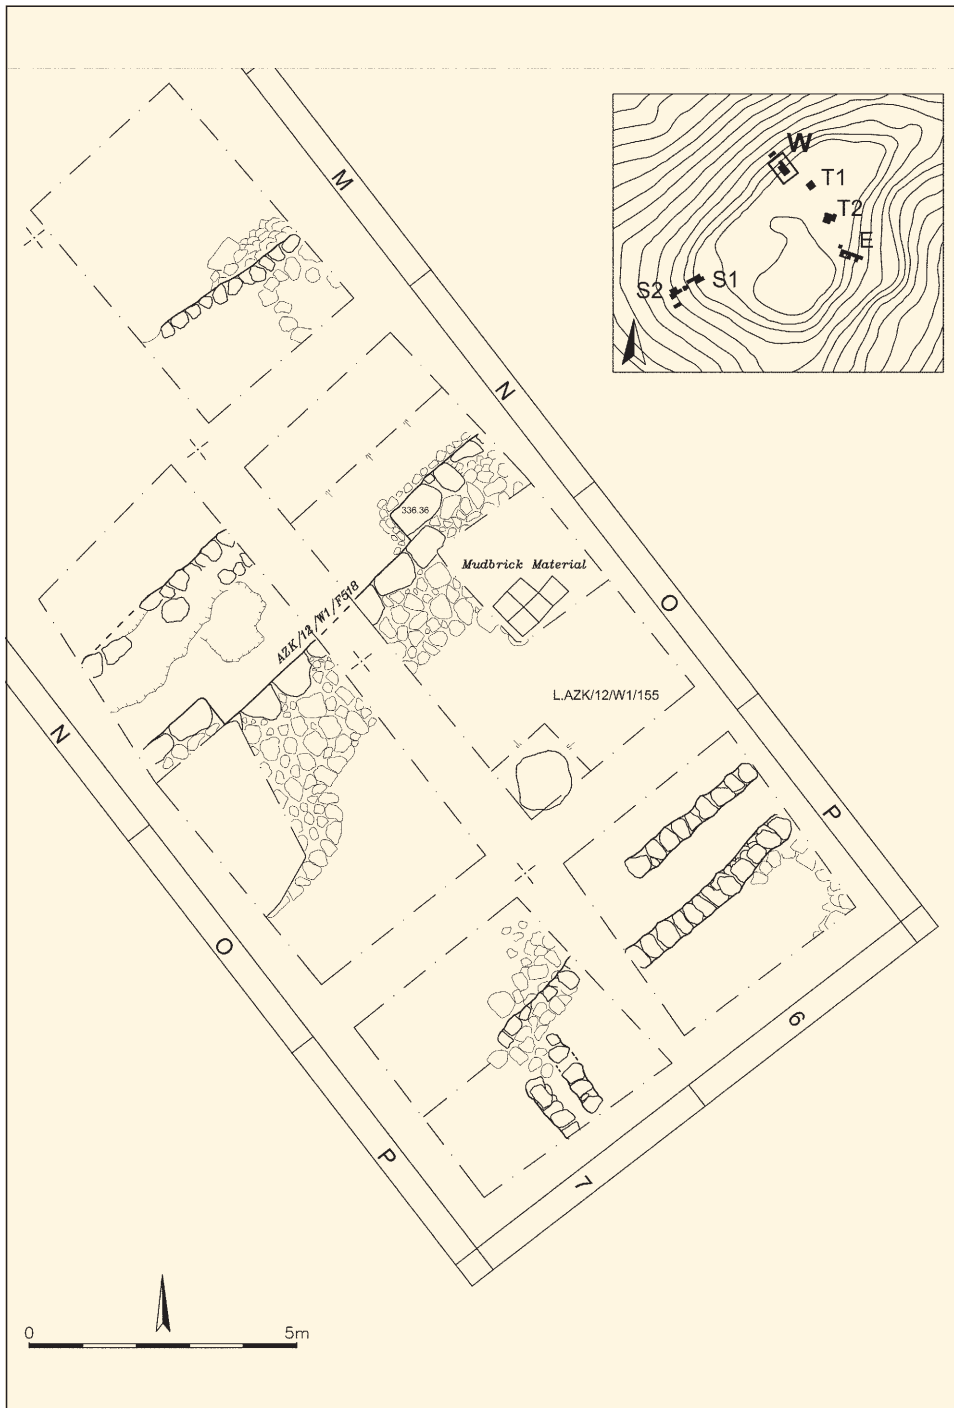 M
N
O
P
W
T1
T2
E
S1
S2
336.36
Mudbrick Material
AZK/12/W1/F518
L.AZK/12/W1/155
N
O
P
6
7
0 5m